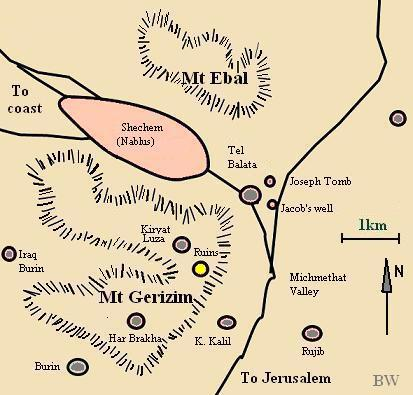 Mt Ebal
To
coast
Shechem
(Nablus)
Tel
Balata
Joseph Tomb
Jacob's well
1km
Kiryat
Luza
Ruins
Iraq
Burin
Michmethat
Valley
N
Mt Gerizim
Har Brakha
K. Kalil
Rujib
Burin
To Jerusalem
BW